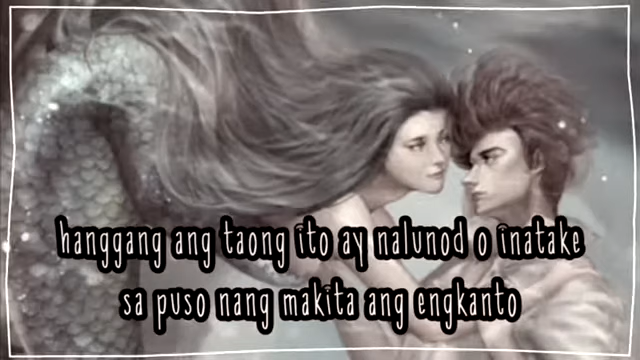 hanggang ang taong ito ay nalunod o inatake
sa puso nang makita ang engkanto